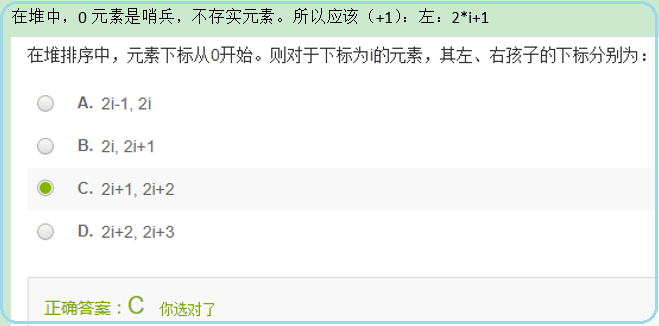 在堆中，0 元素是哨兵，不存实元素。所以应该（+1）：左：2*i+1
在堆排序中，元素下标从0开始。则对于下标为i的元素，其左、右孩子的下标分别为：
A. 2i-1, 2i
B. 2i, 2i+1
C. 2i+1, 2i+2
D. 2i+2, 2i+3
正确答案：C 你选对了